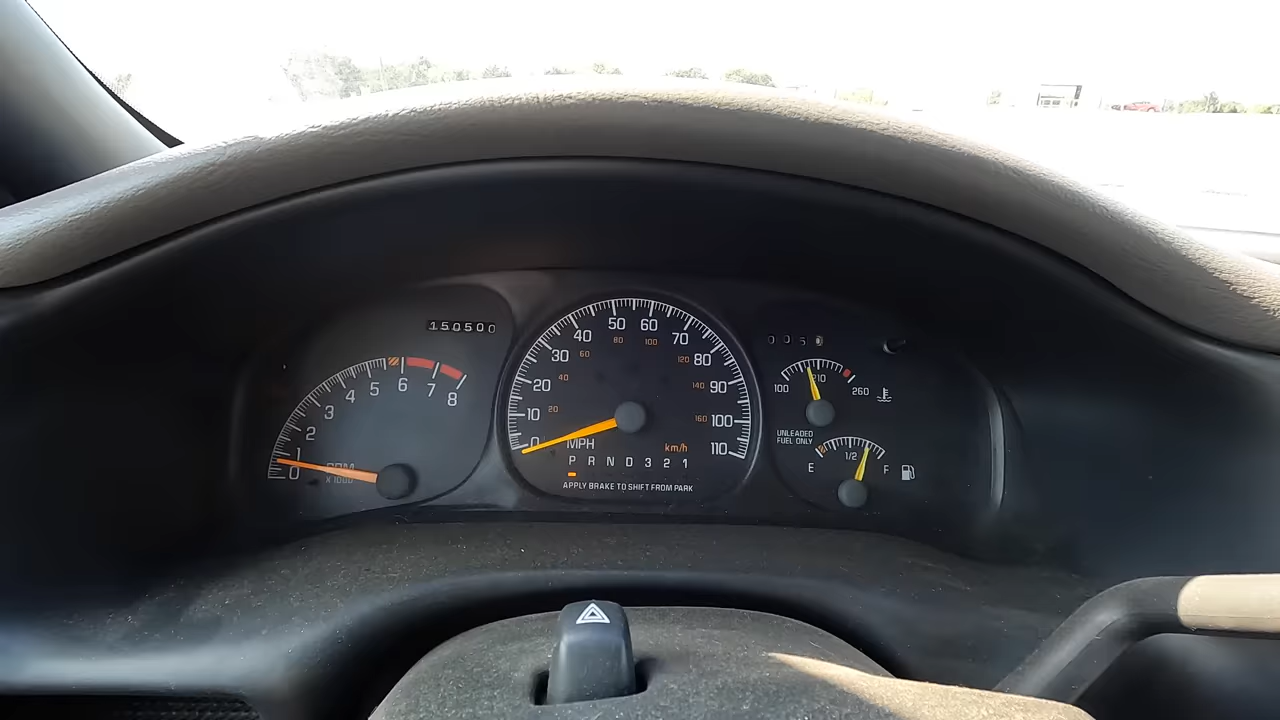 150500
0 1 2 3 4 5 6 7 8
RPM
X1000
0 10 20 30 40 50 60 70 80 90 100 110
20 40 60 80 100 120 140 160
MPH
km/h
P R N D 3 2 1
APPLY BRAKE TO SHIFT FROM PARK
100 210 260
UNLEADED
FUEL ONLY
E 1/2 F